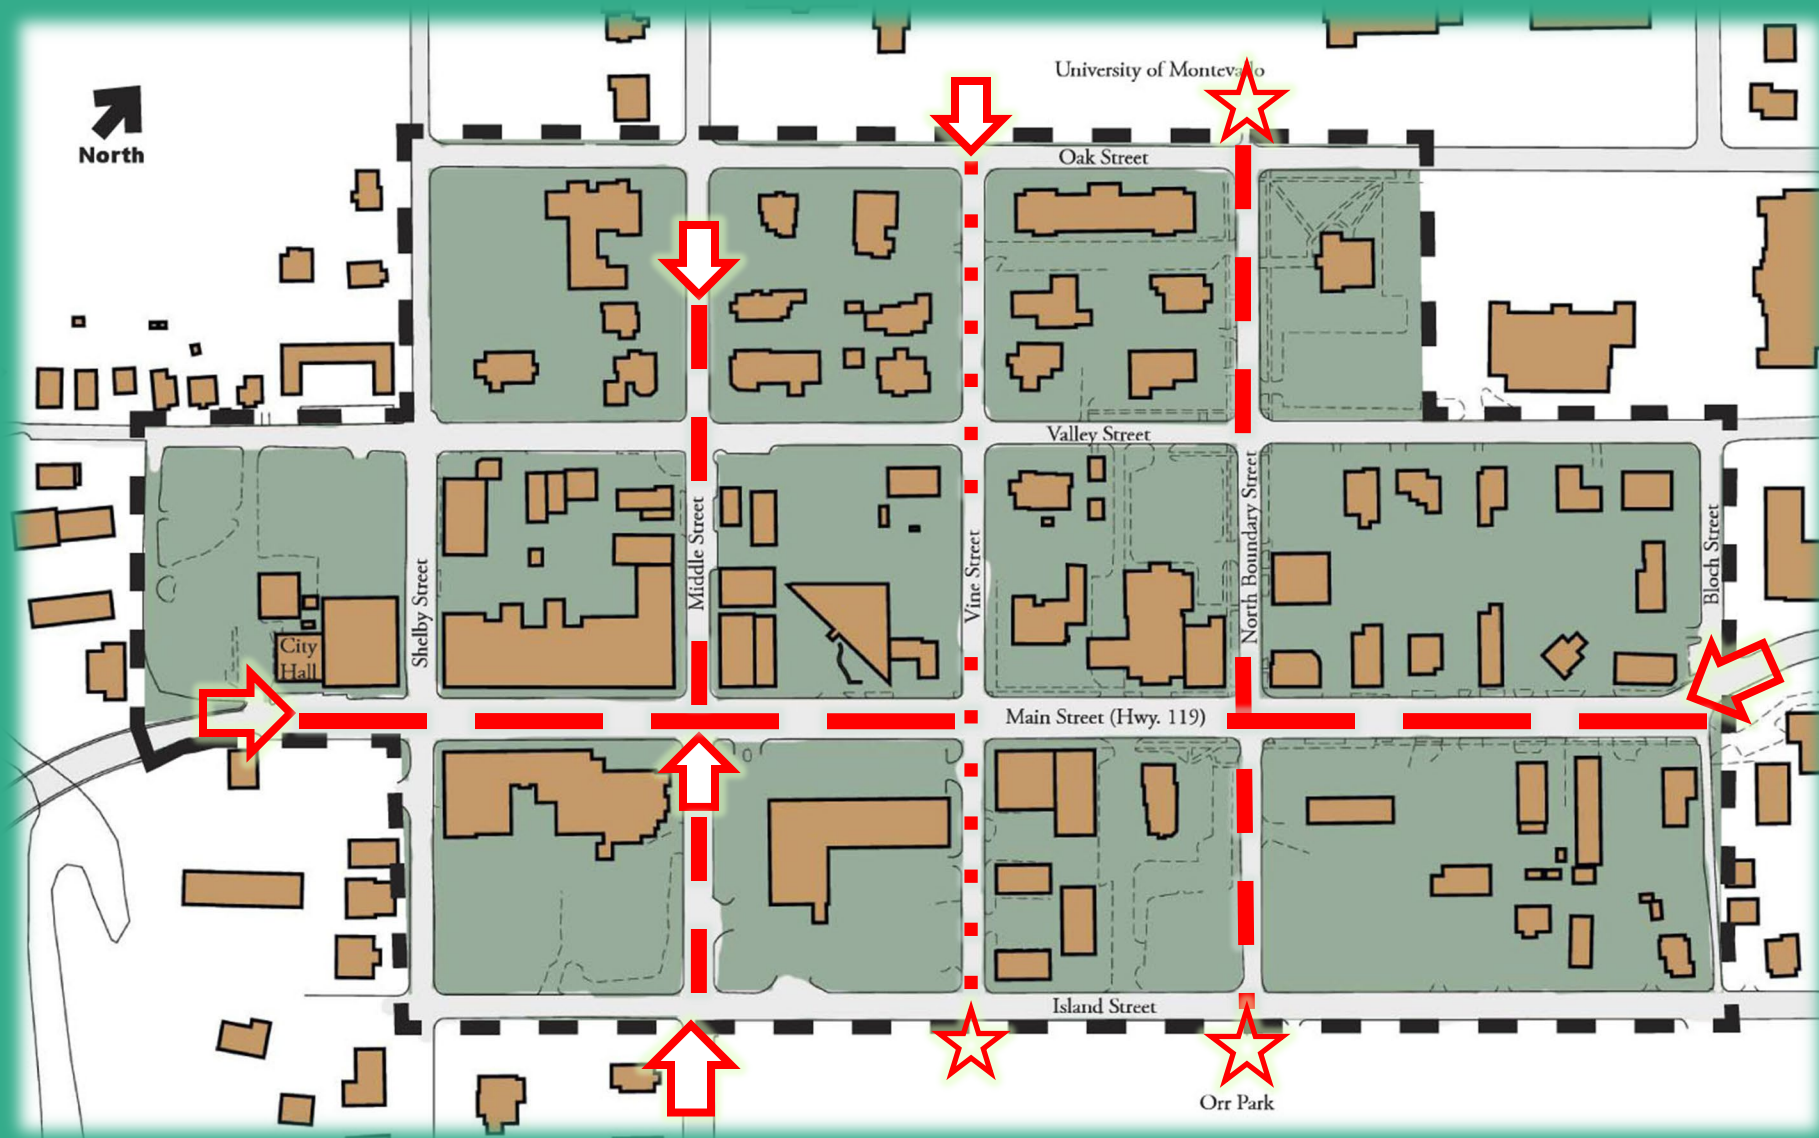 University of Montevallo
North
Oak Street
Valley Street
Shelby Street
Middle Street
Vine Street
North Boundary Street
Bloch Street
City
Hall
Main Street (Hwy. 119)
Island Street
Orr Park